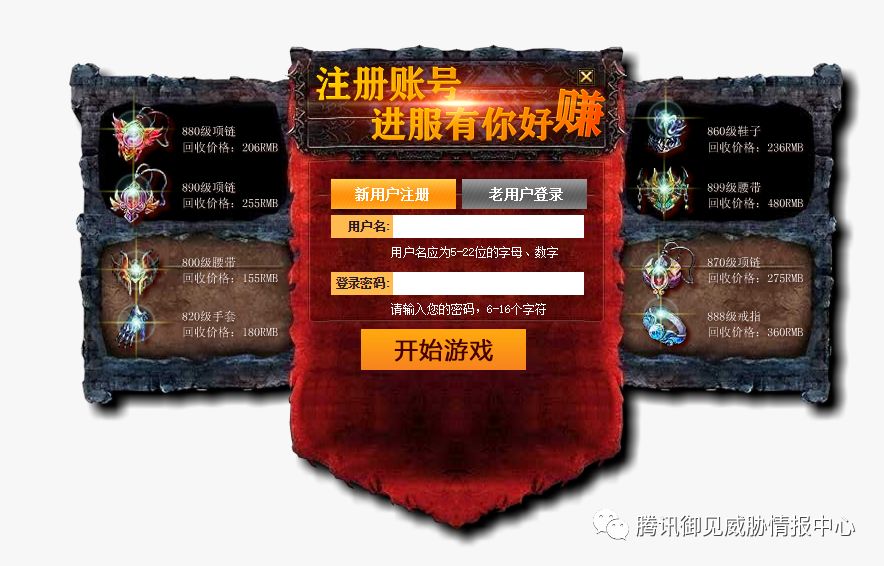 注册账号
进服有你好赚
880级项链
回收价格：206RMB
890级项链
回收价格：255RMB
800级腰带
回收价格：155RMB
820级手套
回收价格：180RMB
新用户注册
老用户登录
用户名:
用户名应为5-22位的字母、数字
登录密码:
请输入您的密码，6-16个字符
开始游戏
860级鞋子
回收价格：236RMB
899级腰带
回收价格：480RMB
870级项链
回收价格：275RMB
888级戒指
回收价格：360RMB
腾讯御见威胁情报中心